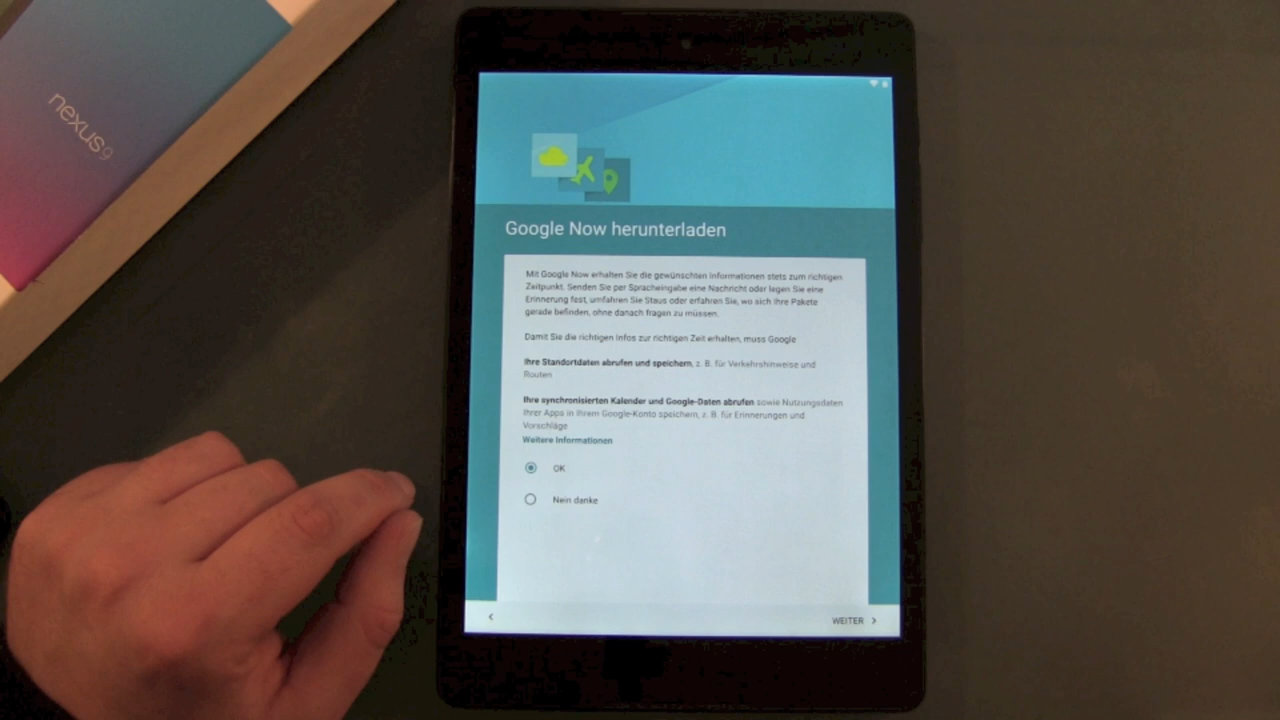 nexus 9
Google Now herunterladen
Mit Google Now erhalten Sie die gewünschten Informationen stets zum richtigen
Zeitpunkt. Senden Sie per Spracheingabe eine Nachricht oder legen Sie eine
Erinnerung fest, umfahren Sie Staus oder erfahren Sie, wo sich Ihre Pakete
gerade befinden, ohne danach fragen zu müssen.
Damit Sie die richtigen Infos zur richtigen Zeit erhalten, muss Google
Ihre Standortdaten abrufen und speichern, z. B. für Verkehrshinweise und
Routen
Ihre synchronisierten Kalender und Google-Daten abrufen sowie Nutzungsdaten
Ihrer Apps in Ihrem Google-Konto speichern, z. B. für Erinnerungen und
Vorschläge
Weitere Informationen
OK
Nein danke
WEITER